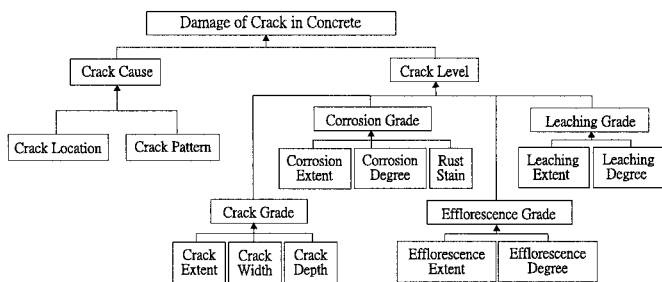 Damage of Crack in Concrete
Crack Cause
Crack Level
Crack Location
Crack Pattern
Corrosion Grade
Leaching Grade
Corrosion
Extent
Corrosion
Degree
Rust
Stain
Leaching
Extent
Leaching
Degree
Crack Grade
Efflorescence Grade
Crack
Extent
Crack
Width
Crack
Depth
Efflorescence
Extent
Efflorescence
Degree